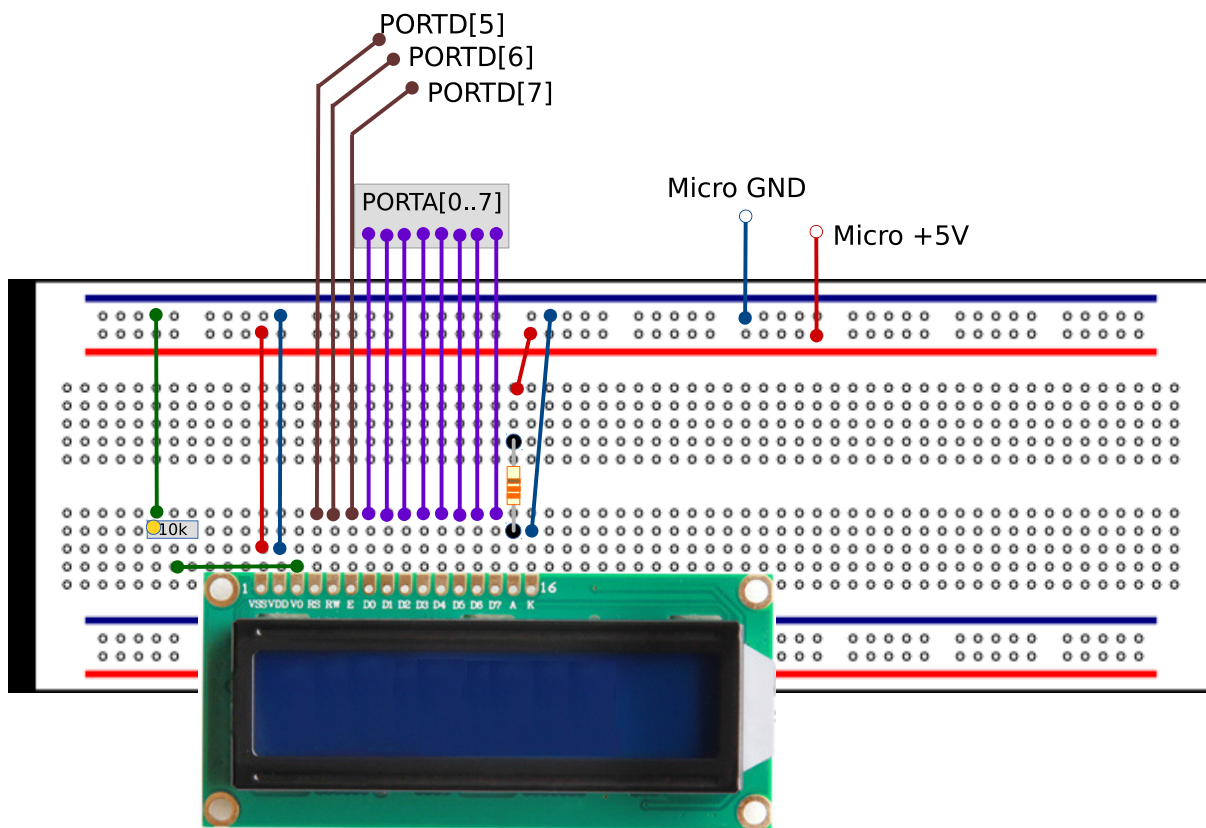 PORTD[5]
PORTD[6]
PORTD[7]
PORTA[0..7]
Micro GND
Micro +5V
10k
1
16
VSS VDD V0 RS RW E D0 D1 D2 D3 D4 D5 D6 D7 A K